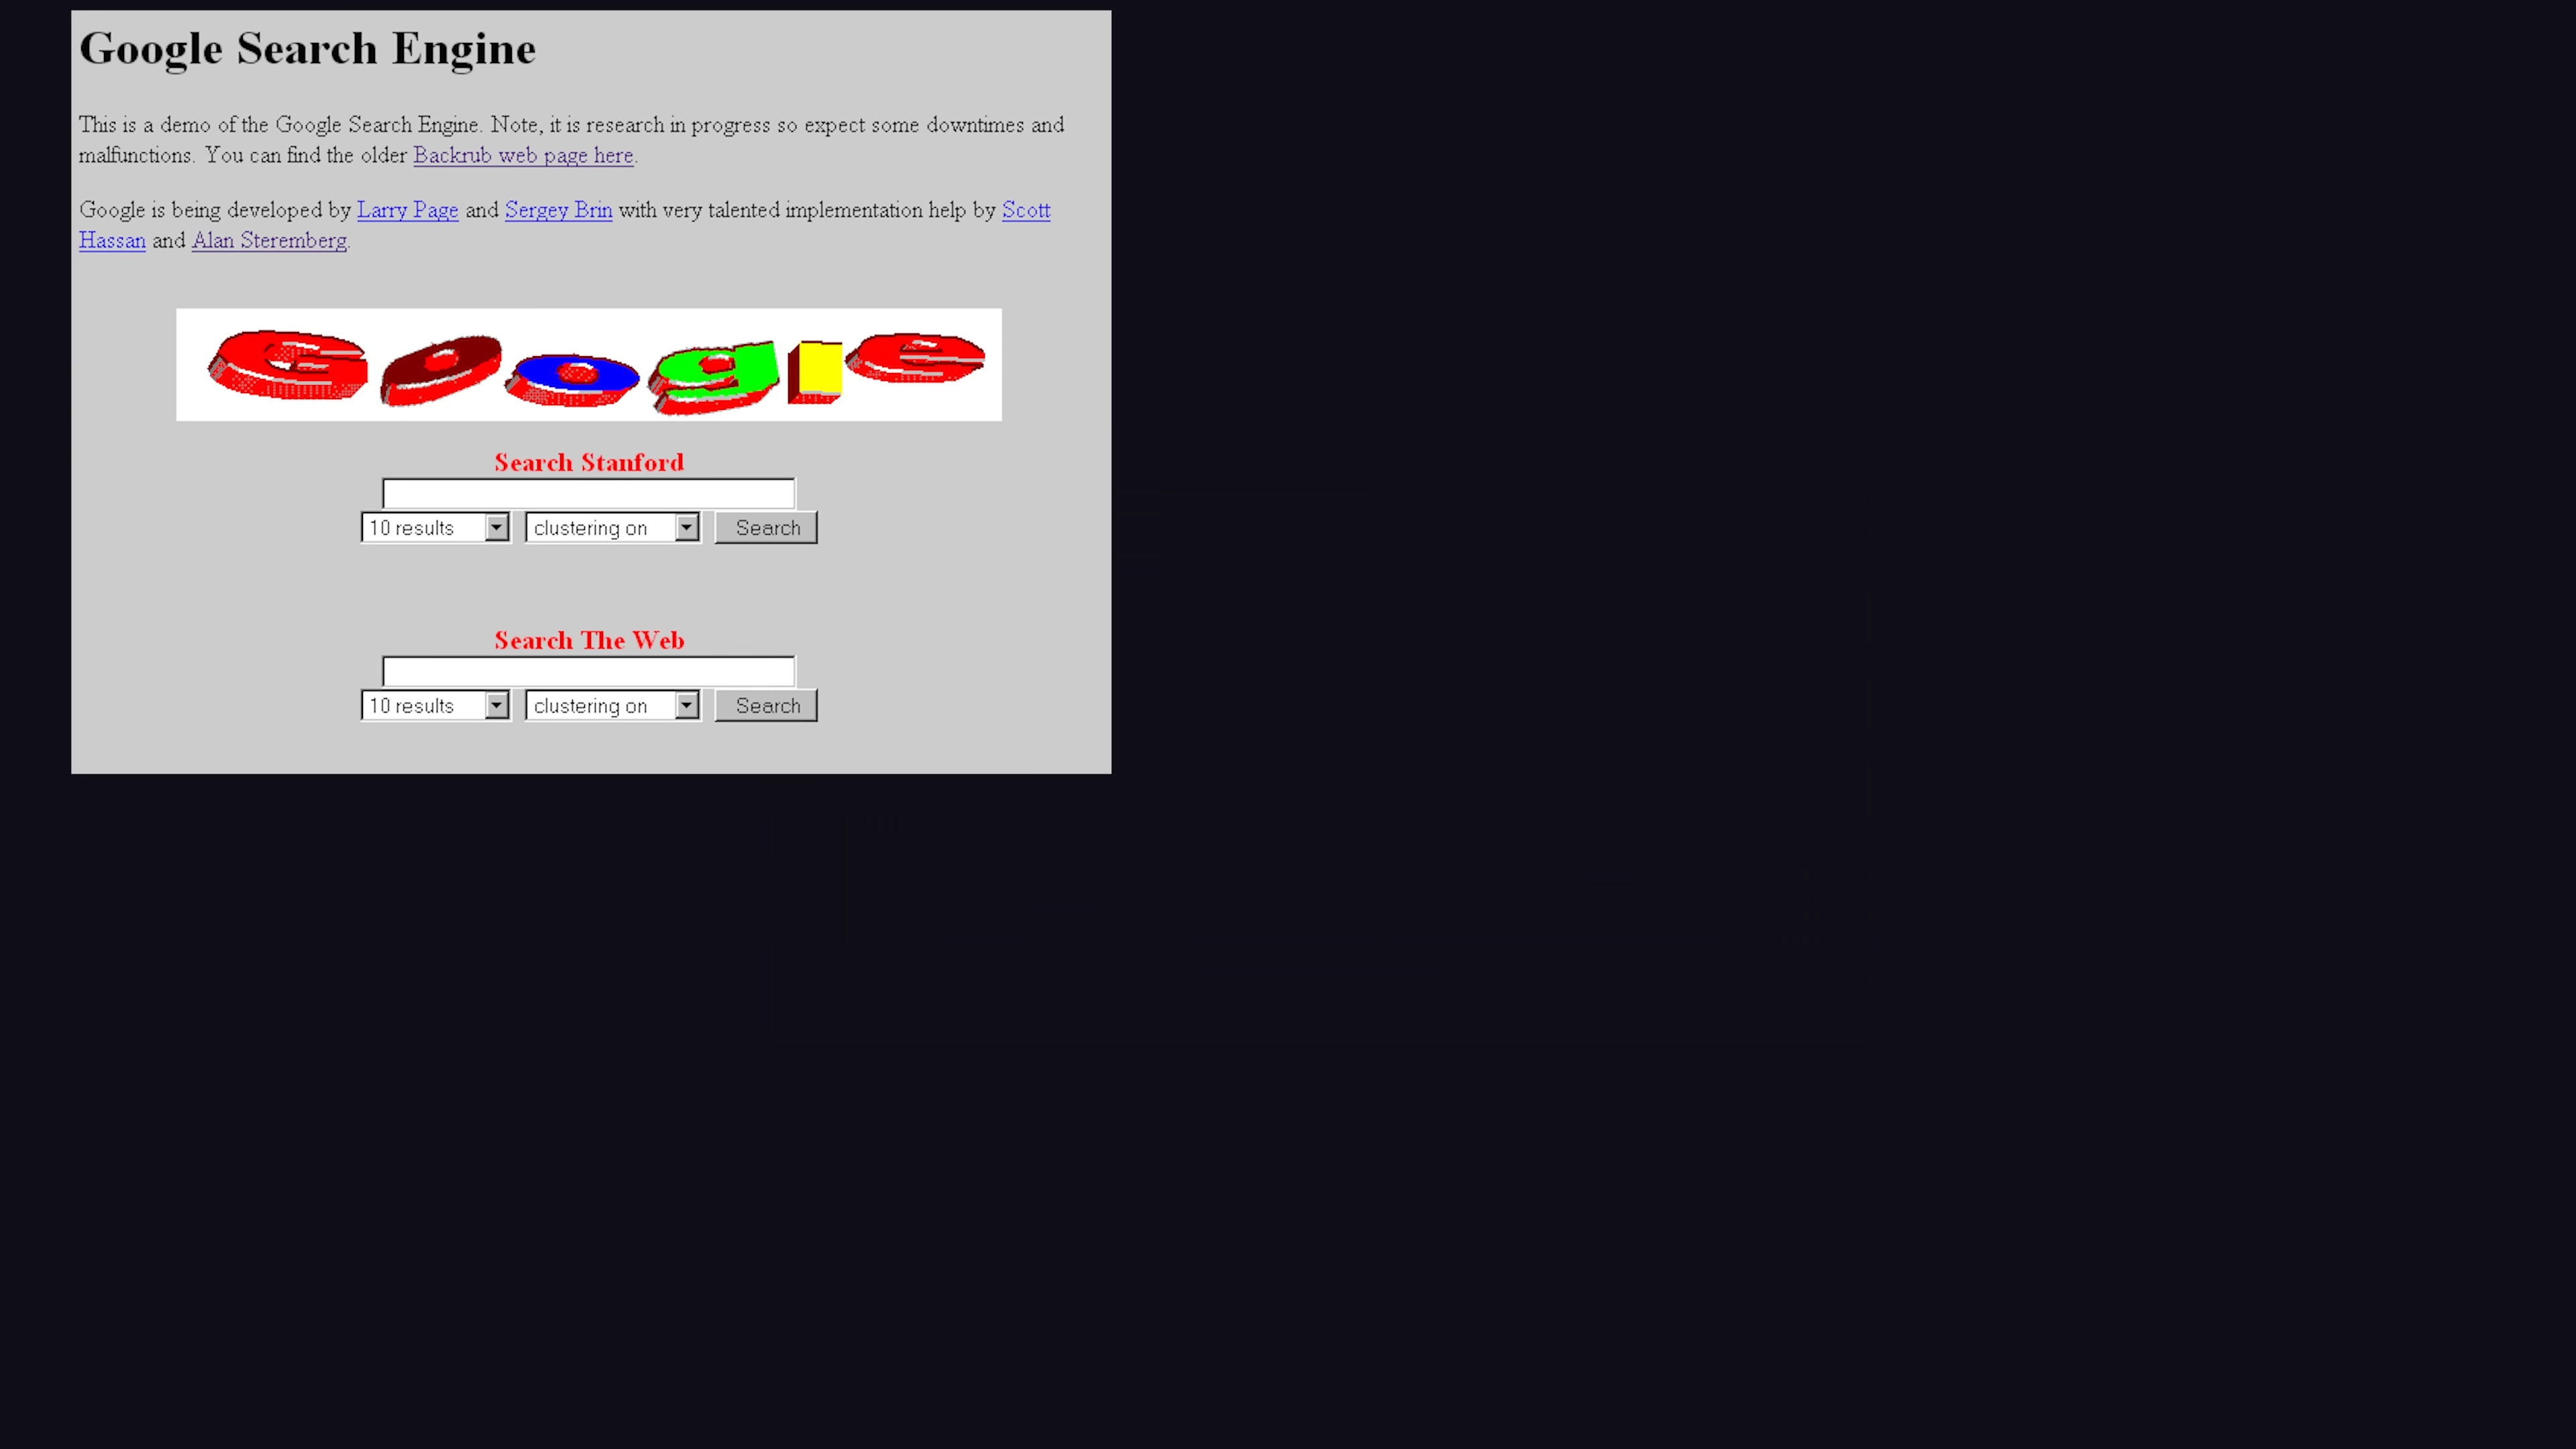 Google Search Engine
This is a demo of the Google Search Engine. Note, it is research in progress so expect some downtimes and
malfunctions. You can find the older Backrub web page here.
Google is being developed by Larry Page and Sergey Brin with very talented implementation help by Scott
Hassan and Alan Steremberg.
Google
Search Stanford
10 results clustering on Search
Search The Web
10 results clustering on Search